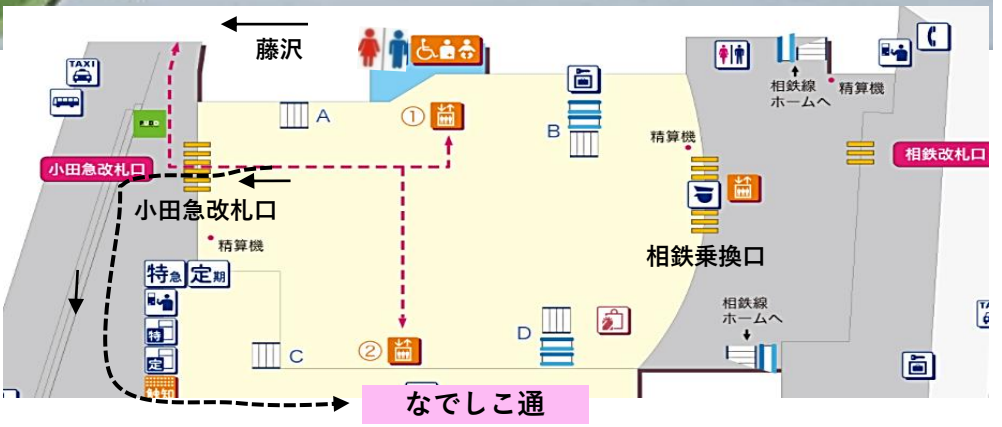 藤沢
TAXI
相鉄線
ホームへ
精算機
① 
A
B
精算機
小田急改札口
相鉄改札口
小田急改札口
精算機
相鉄乗換口
特急
定期
相鉄線
ホームへ
特
定
②
C
D
なでしこ通